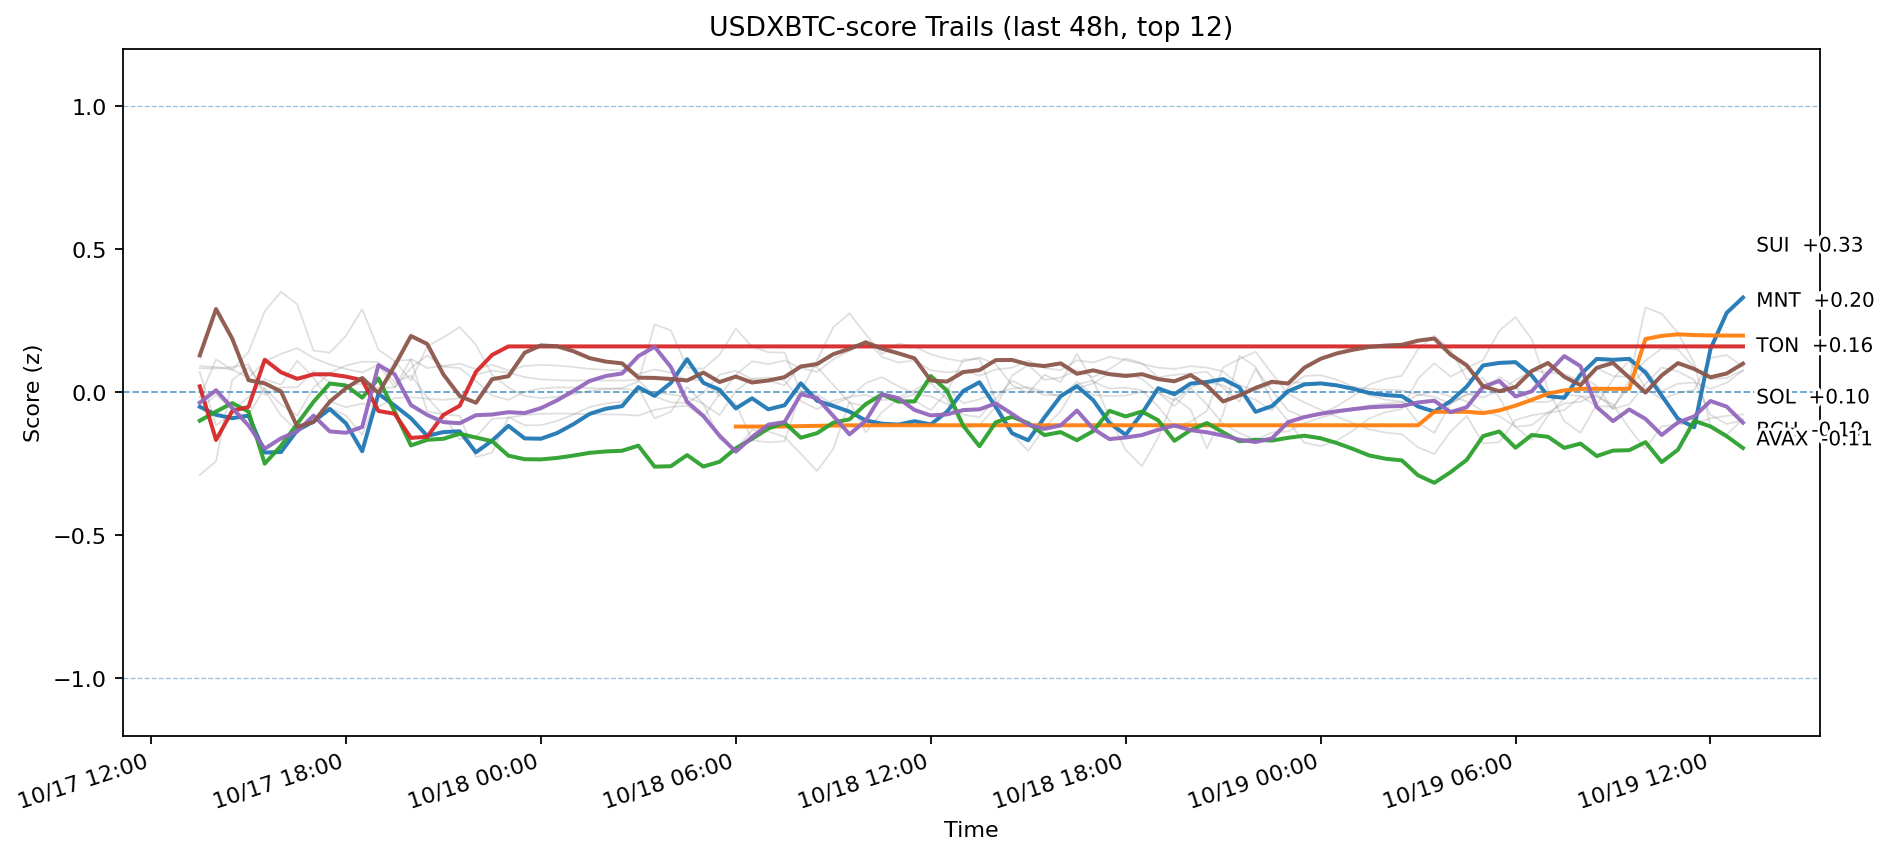 USDXBTC-score Trails (last 48h, top 12)
Score (z)
1.0
0.5
0.0
−0.5
−1.0
SUI +0.33
MNT +0.20
TON +0.16
SOL +0.10
AVAX -0.11
10/17 12:00
10/17 18:00
10/18 00:00
10/18 06:00
10/18 12:00
10/18 18:00
10/19 00:00
10/19 06:00
10/19 12:00
Time